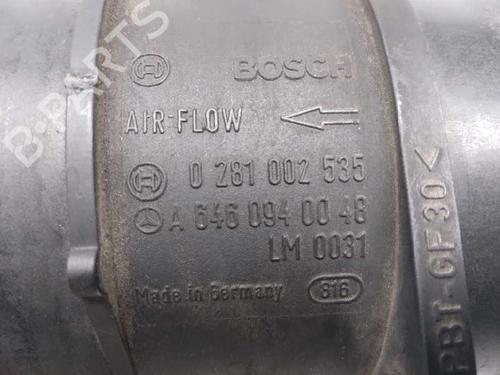 BOSCH
AIR-FLOW
0 281 002 535
A 646 094 00 48
LM 0031
Made in Germany 816
PBT-GF30<
B-PARTS